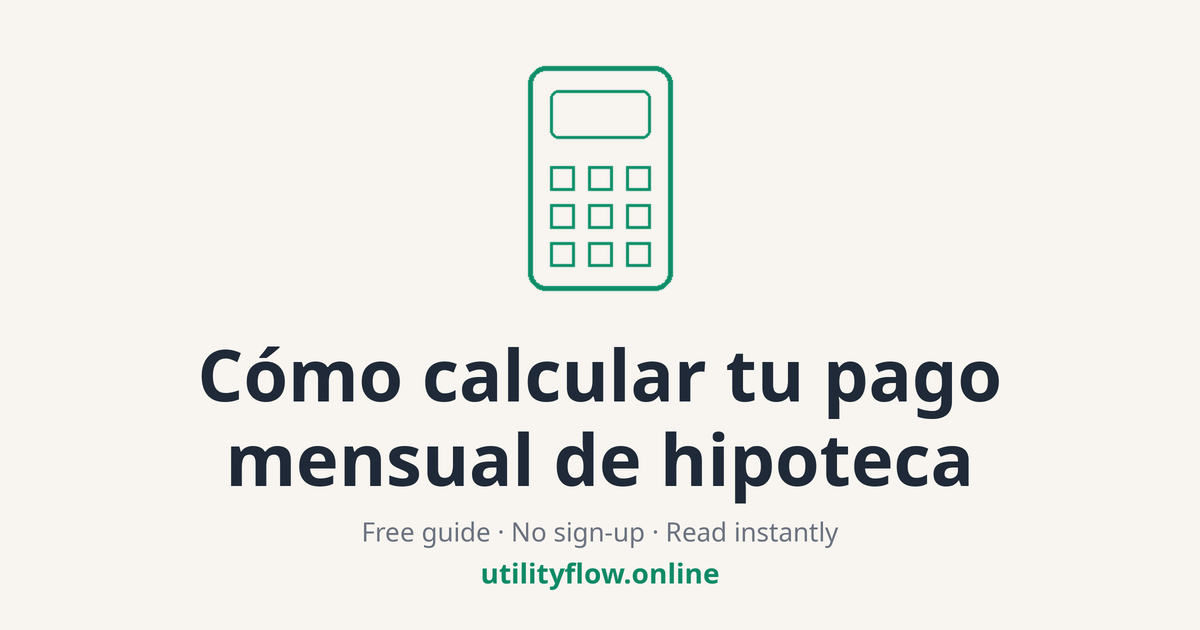 Cómo calcular tu pago
mensual de hipoteca
Free guide · No sign-up · Read instantly
utilityflow.online